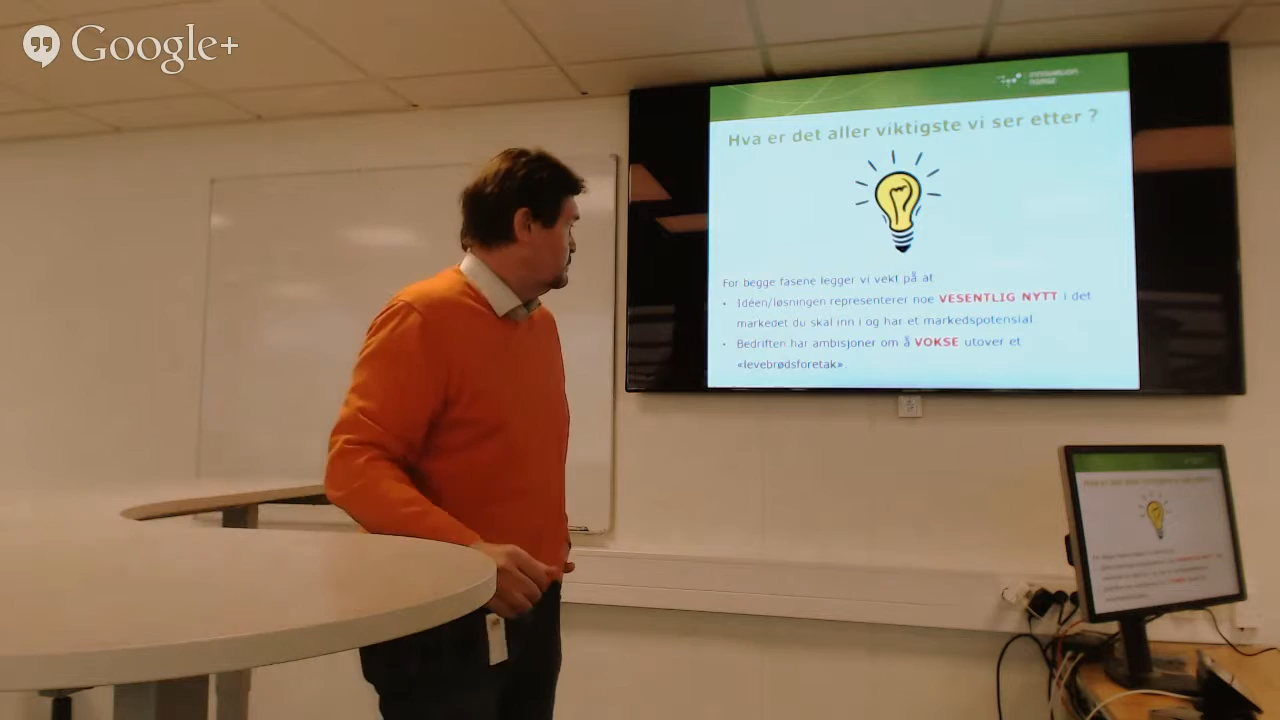 Google+
innovasjon
norge
Hva er det aller viktigste vi ser etter ?
For begge fasene legger vi vekt på at
• Idéen/løsningen representerer noe VESENTLIG NYTT i det
markedet du skal inn i og har et markedspotensial
• Bedriften har ambisjoner om å VOKSE utover et
«levebrødsforetak».